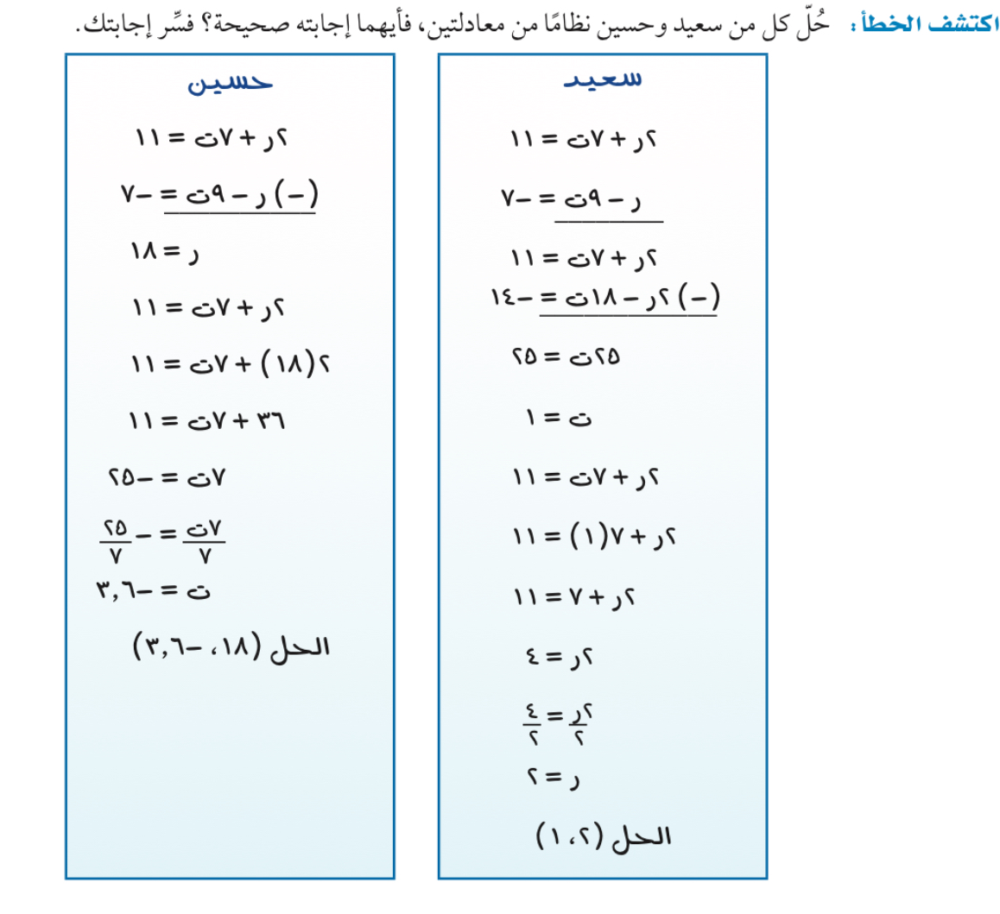 اكتشف الخطأ: حُلّ كل من سعيد وحسين نظامًا من معادلتين، فأيهما إجابته صحيحة؟ فسِّر إجابتك.
سعيد
٢ر + ٧ت = ١١
ر – ٩ت = –٧
٢ر + ٧ت = ١١
(–) ٢ر – ١٨ت = –١٤
٢٥ت = ٢٥
ت = ١
٢ر + ٧ت = ١١
٢ر + ٧(١) = ١١
٢ر + ٧ = ١١
٢ر = ٤
٢ر/٢ = ٤/٢
ر = ٢
الحل (٢، ١)
حسين
٢ر + ٧ت = ١١
(–) ر – ٩ت = –٧
ر = ١٨
٢ر + ٧ت = ١١
٢(١٨) + ٧ت = ١١
٣٦ + ٧ت = ١١
٧ت = –٢٥
٧ت/٧ = –٢٥/٧
ت = –٣,٦
الحل (١٨، –٣,٦)